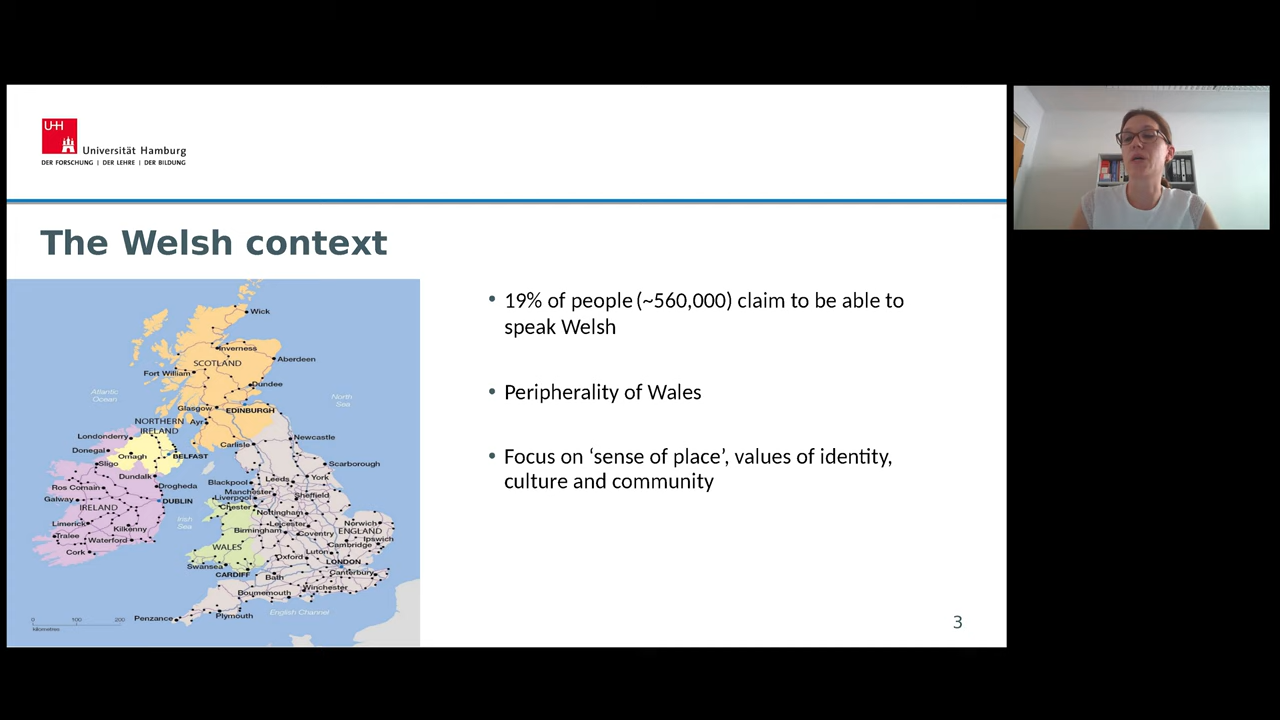 UHH
Universität Hamburg
DER FORSCHUNG | DER LEHRE | DER BILDUNG
The Welsh context
• 19% of people (~560,000) claim to be able to
speak Welsh
• Peripherality of Wales
• Focus on ‘sense of place’, values of identity,
culture and community
3
Wick
Inverness
SCOTLAND
Aberdeen
Fort William
Dundee
Atlantic
Ocean
North
Sea
Glasgow
EDINBURGH
NORTHERN
IRELAND
Ayr
Londonderry
Newcastle
Carlisle
Donegal
Omagh
BELFAST
Sligo
Scarborough
Dundalk
York
Leeds
Blackpool
Ros Comain
Drogheda
Manchester
Liverpool
Sheffield
Galway
DUBLIN
Chester
IRELAND
Nottingham
Irish
Sea
Limerick
Kilkenny
Leicester
Norwich
Birmingham
Coventry
ENGLAND
Tralee
Waterford
Cambridge
Ipswich
WALES
Cork
Luton
Oxford
LONDON
Swansea
CARDIFF
Bath
Canterbury
Winchester
Bournemouth
English Channel
Penzance
Plymouth
0 100 200
kilometres